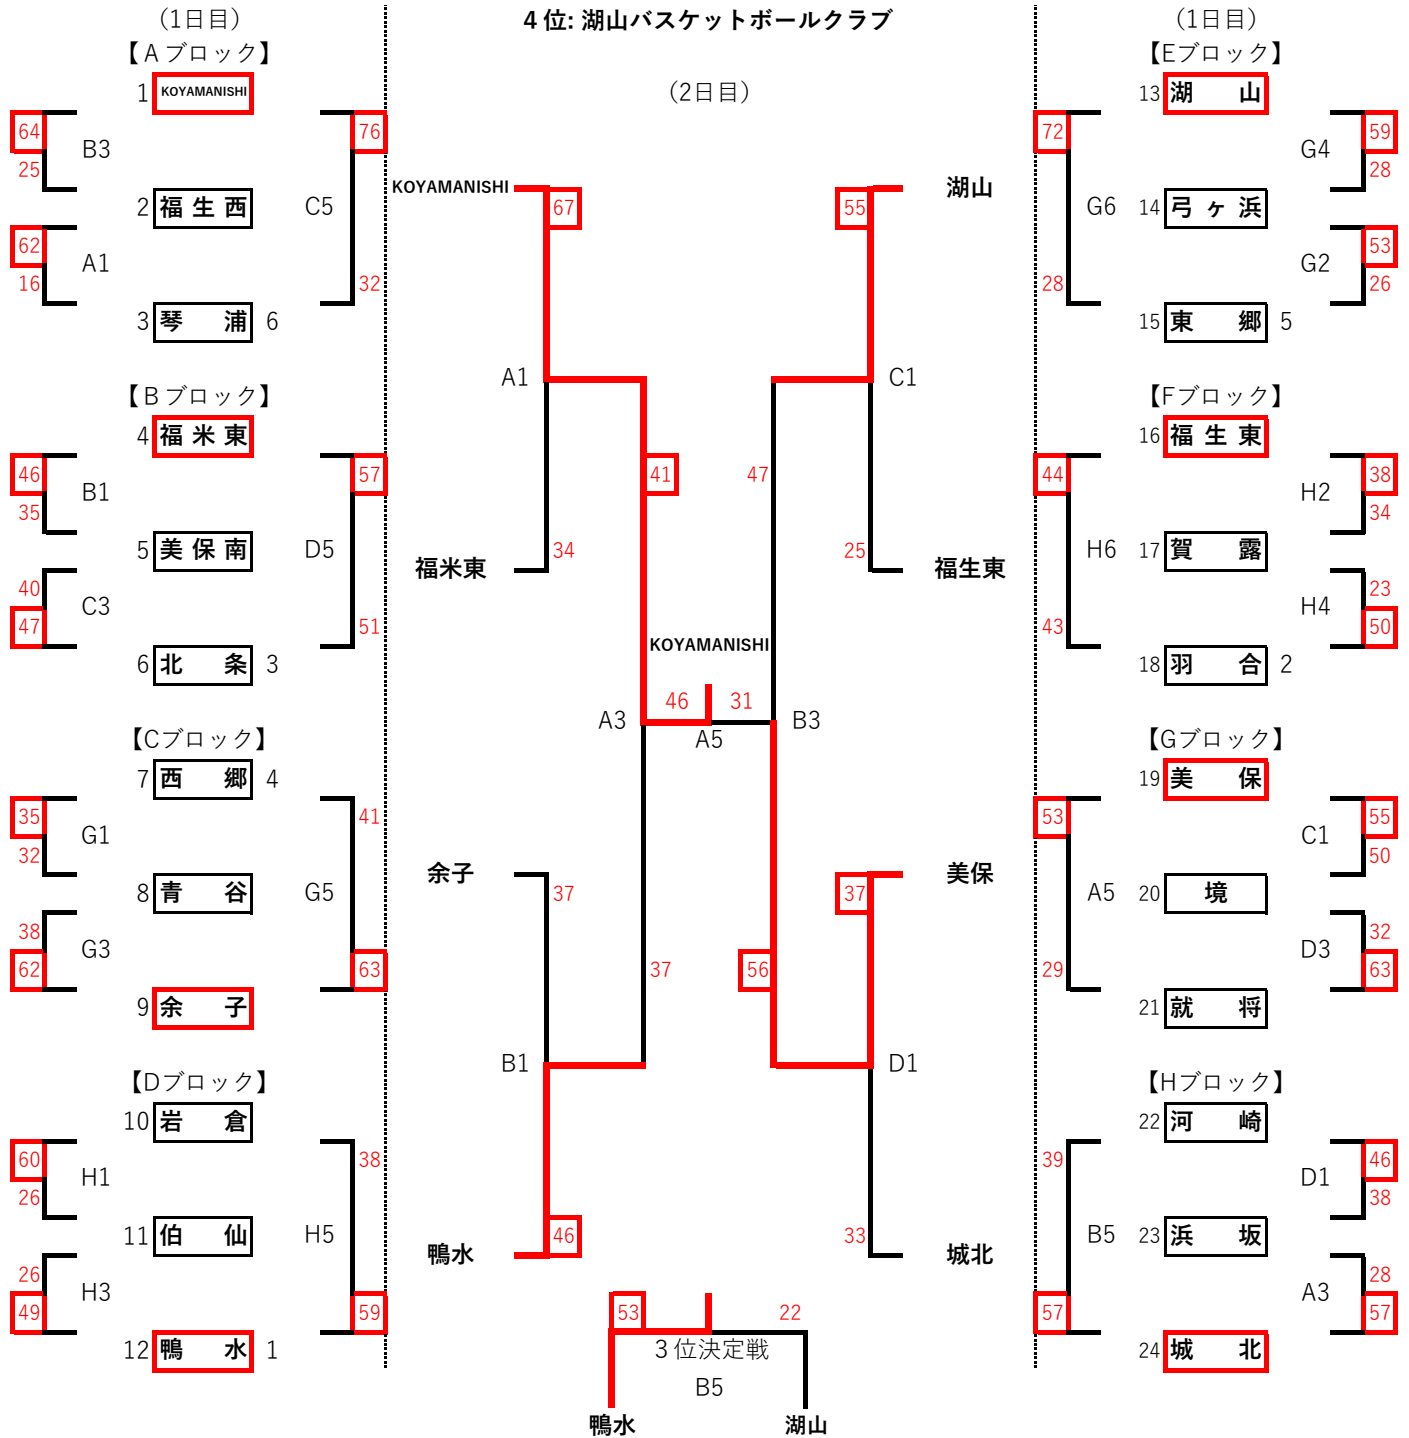 (1日目)
4 位: 湖山バスケットボールクラブ
(1日目)
【A ブロック】
【Eブロック】
(2日目)
1 KOYAMANISHI
64
25
B3
76
C5
32
2 福生西
62
16
A1
3 琴浦 6
【B ブロック】
4 福米東
46
35
B1
57
D5
51
5 美保南
40
47
C3
6 北条 3
【Cブロック】
7 西郷 4
35
32
G1
41
G5
63
8 青谷
38
62
G3
9 余子
【Dブロック】
10 岩倉
60
26
H1
38
H5
59
11 伯仙
26
49
H3
12 鴨水 1
KOYAMANISHI
67
A1
34
福米東
41
A3
37
余子
37
B1
46
鴨水
KOYAMANISHI
46
31
A5
湖山
55
C1
25
福生東
47
B3
56
美保
37
D1
33
城北
53
22
3 位決定戦
B5
鴨水
湖山
13 湖山
72
G6
28
G4
59
28
14 弓ヶ浜
G2
53
26
15 東郷 5
【Fブロック】
16 福生東
44
H6
43
H2
38
34
17 賀露
H4
23
50
18 羽合 2
【Gブロック】
19 美保
53
A5
29
C1
55
50
20 境
D3
32
63
21 就将
【Hブロック】
22 河崎
39
B5
57
D1
46
38
23 浜坂
A3
28
57
24 城北